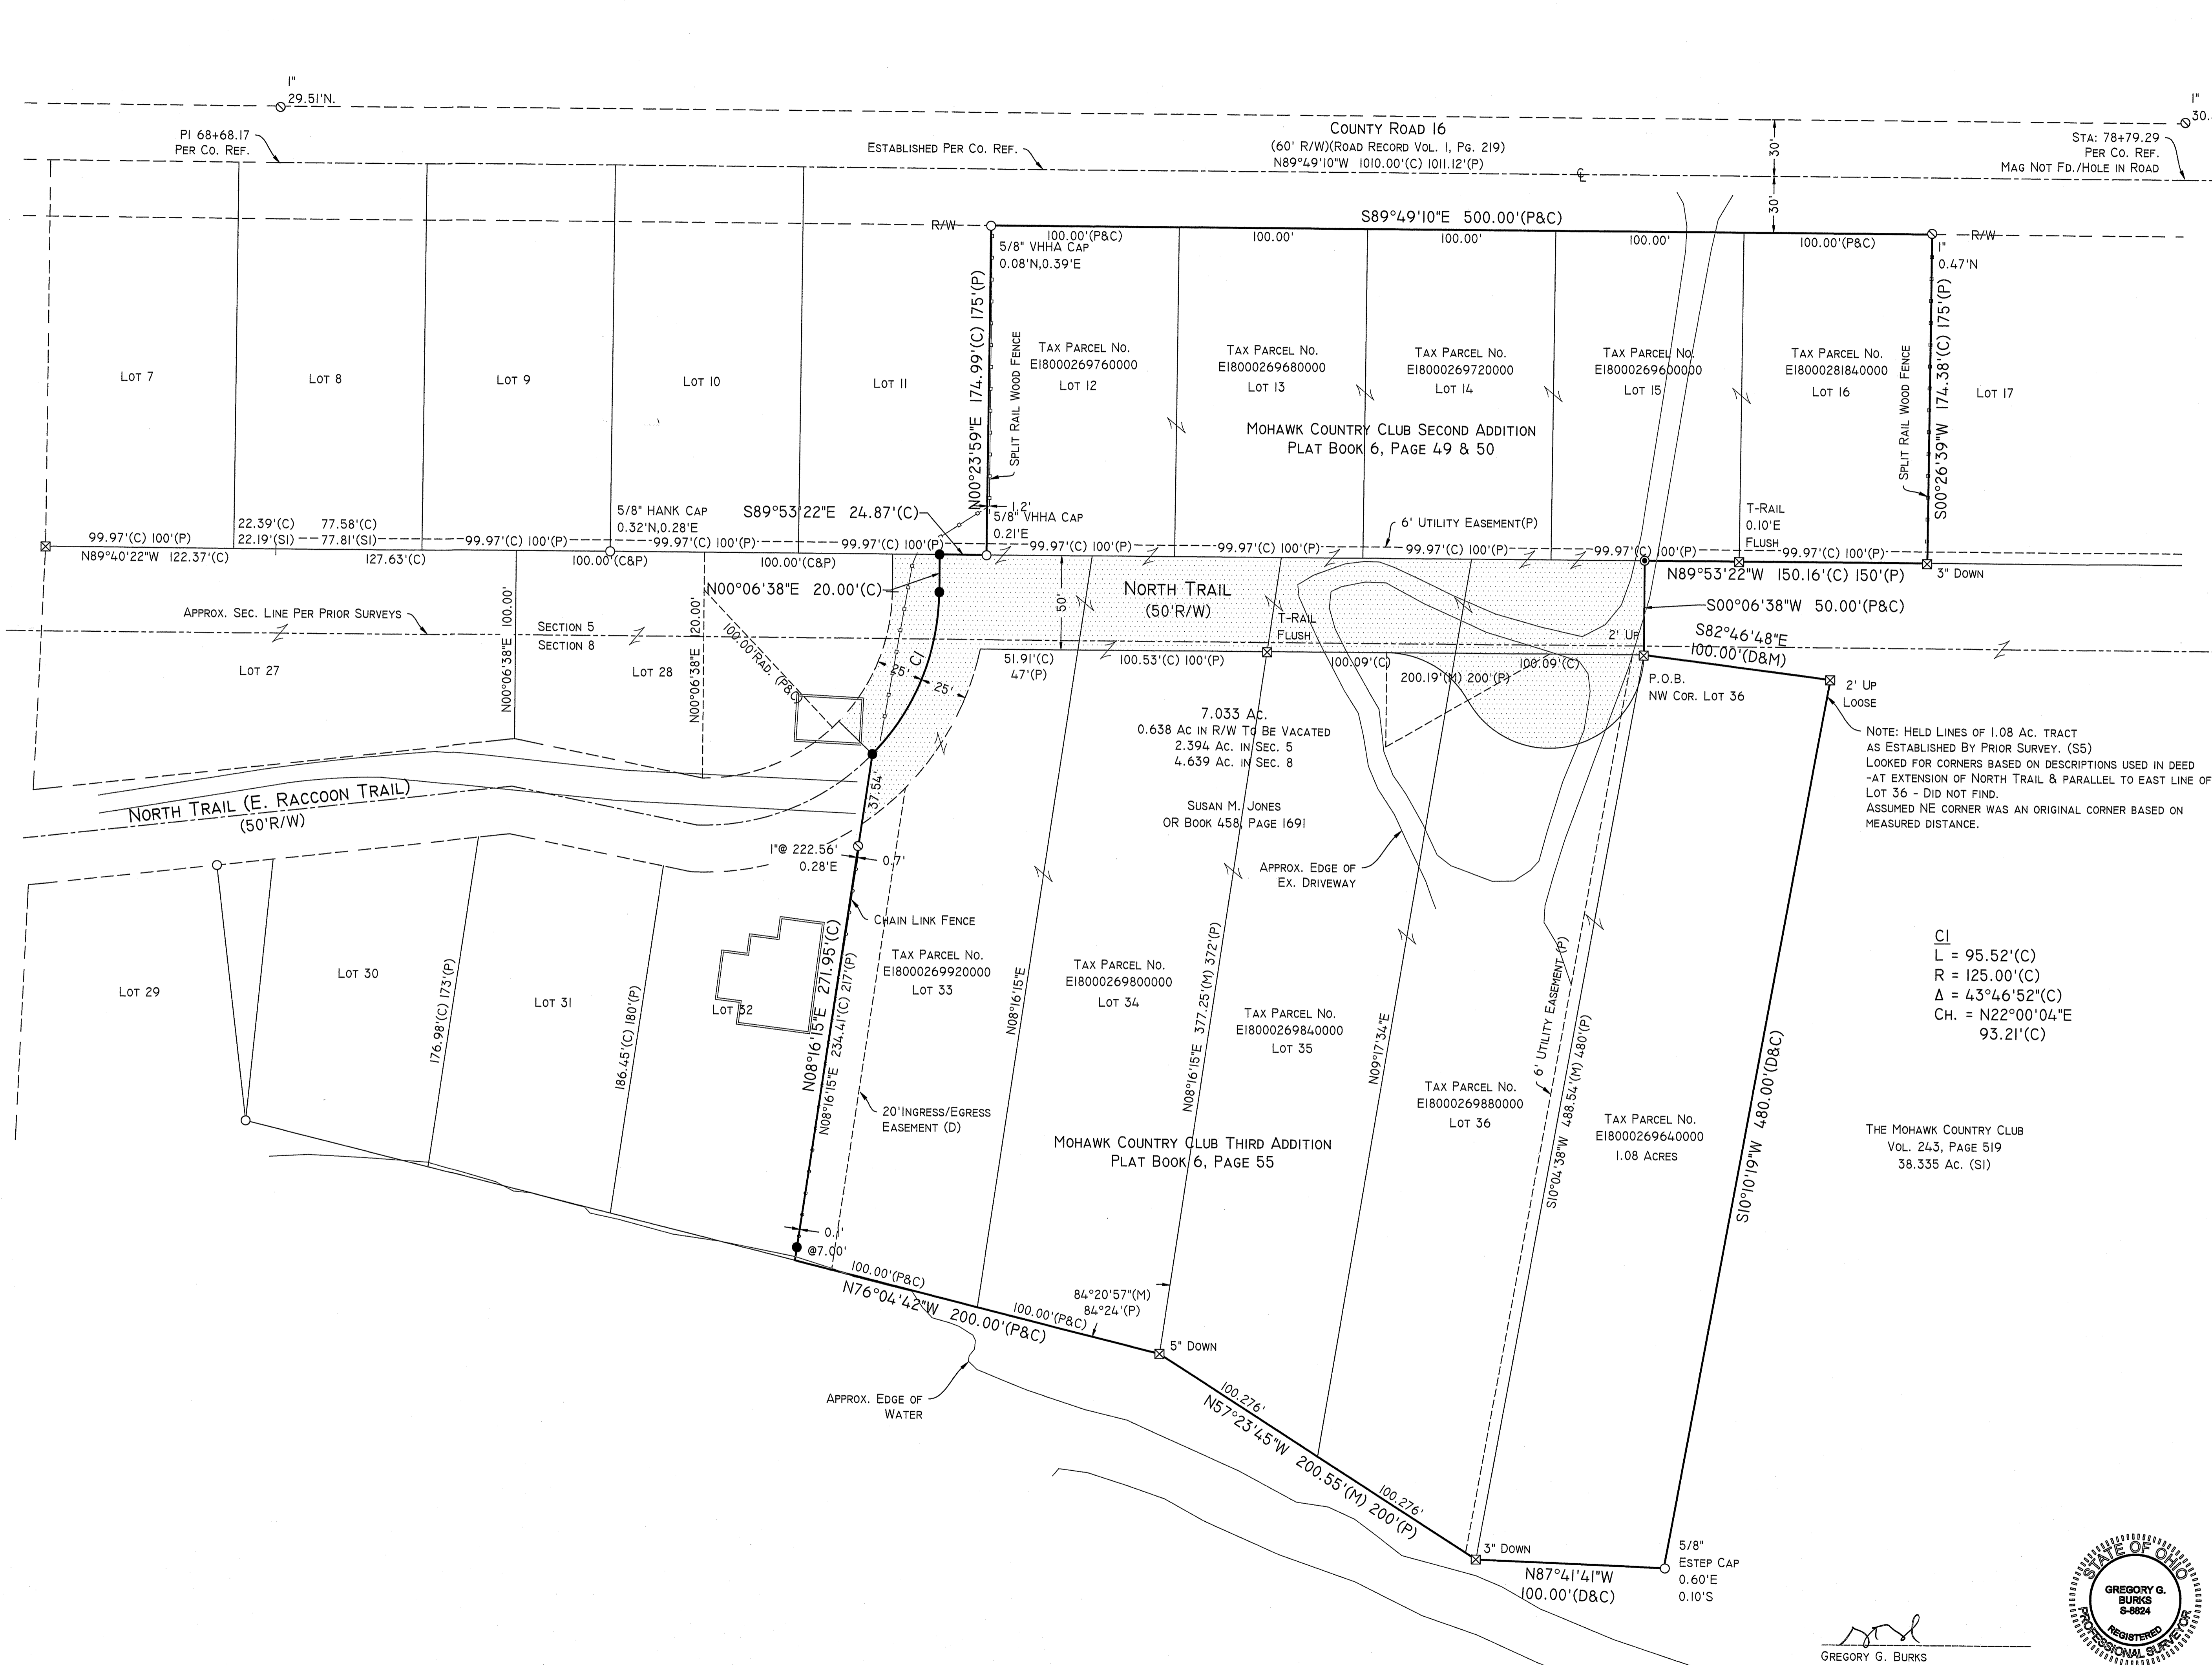 1"
29.51'N.
1"
30.
PI 68+68.17
PER CO. REF.
ESTABLISHED PER CO. REF.
COUNTY ROAD 16
(60' R/W)(ROAD RECORD VOL. 1, PG. 219)
N89°49'10"W 1010.00'(C) 1011.12'(P)
℄
30'
30'
STA: 78+79.29
PER CO. REF.
MAG NOT FD./HOLE IN ROAD
R/W
S89°49'10"E 500.00'(P&C)
R/W
100.00'(P&C)
100.00'
100.00'
100.00'
100.00'(P&C)
5/8" VHHA CAP
0.08'N,0.39'E
1"
0.47'N
N00°23'59"E 174.99'(C) 175'(P)
SPLIT RAIL WOOD FENCE
SPLIT RAIL WOOD FENCE
S00°26'39"W 174.38'(C) 175'(P)
LOT 7
LOT 8
LOT 9
LOT 10
LOT 11
TAX PARCEL NO.
E18000269760000
LOT 12
TAX PARCEL NO.
E18000269680000
LOT 13
TAX PARCEL NO.
E18000269720000
LOT 14
TAX PARCEL NO.
E18000269600000
LOT 15
TAX PARCEL NO.
E18000281840000
LOT 16
LOT 17
MOHAWK COUNTRY CLUB SECOND ADDITION
PLAT BOOK 6, PAGE 49 & 50
5/8" HANK CAP
0.32'N,0.28'E
S89°53'22"E 24.87'(C)
1.2'
5/8" VHHA CAP
0.21'E
6' UTILITY EASEMENT(P)
T-RAIL
0.10'E
FLUSH
99.97'(C) 100'(P)
22.39'(C)
22.19'(S1)
77.58'(C)
77.81'(S1)
99.97'(C) 100'(P)
99.97'(C) 100'(P)
99.97'(C) 100'(P)
99.97'(C) 100'(P)
99.97'(C) 100'(P)
99.97'(C) 100'(P)
99.97'(C) 100'(P)
99.97'(C) 100'(P)
N89°40'22"W 122.37'(C)
127.63'(C)
100.00'(C&P)
100.00'(C&P)
N89°53'22"W 150.16'(C) 150'(P)
3" DOWN
N00°06'38"E 20.00'(C)
NORTH TRAIL
(50'R/W)
50'
S00°06'38"W 50.00'(P&C)
APPROX. SEC. LINE PER PRIOR SURVEYS
N00°06'38"E 100.00'
SECTION 5
SECTION 8
N00°06'38"E 120.00'
100.00'RAD. (P&C)
C1
25'
25'
T-RAIL
FLUSH
2' UP
S82°46'48"E
100.00'(D&M)
LOT 27
LOT 28
51.91'(C)
47'(P)
100.53'(C) 100'(P)
100.09'(C)
100.09'(C)
200.19'(M) 200'(P)
P.O.B.
NW COR. LOT 36
2' UP
LOOSE
7.033 AC.
0.638 AC IN R/W TO BE VACATED
2.394 AC. IN SEC. 5
4.639 AC. IN SEC. 8
SUSAN M. JONES
OR BOOK 458, PAGE 1691
NOTE: HELD LINES OF 1.08 AC. TRACT
AS ESTABLISHED BY PRIOR SURVEY. (S5)
LOOKED FOR CORNERS BASED ON DESCRIPTIONS USED IN DEED
-AT EXTENSION OF NORTH TRAIL & PARALLEL TO EAST LINE OF
LOT 36 - DID NOT FIND.
ASSUMED NE CORNER WAS AN ORIGINAL CORNER BASED ON
MEASURED DISTANCE.
NORTH TRAIL (E. RACCOON TRAIL)
(50'R/W)
37.54'
1"@ 222.56'
0.28'E
0.7'
APPROX. EDGE OF
EX. DRIVEWAY
CHAIN LINK FENCE
LOT 29
LOT 30
LOT 31
LOT 32
176.98'(C) 173'(P)
186.45'(C) 180'(P)
N08°16'15"E 271.95'(C)
N08°16'15"E 234.41'(C) 217'(P)
TAX PARCEL NO.
E18000269920000
LOT 33
N08°16'15"E
TAX PARCEL NO.
E18000269800000
LOT 34
N08°16'15"E 377.25'(M) 372'(P)
TAX PARCEL NO.
E18000269840000
LOT 35
N09°17'34"E
TAX PARCEL NO.
E18000269880000
LOT 36
6' UTILITY EASEMENT (P)
S10°04'38"W 488.54'(M) 480'(P)
TAX PARCEL NO.
E18000269640000
1.08 ACRES
S10°10'19"W 480.00'(D&C)
C1
L = 95.52'(C)
R = 125.00'(C)
Δ = 43°46'52"(C)
CH. = N22°00'04"E
93.21'(C)
THE MOHAWK COUNTRY CLUB
VOL. 243, PAGE 519
38.335 AC. (S1)
20'INGRESS/EGRESS
EASEMENT (D)
MOHAWK COUNTRY CLUB THIRD ADDITION
PLAT BOOK 6, PAGE 55
0.1'
@7.00'
100.00'(P&C)
N76°04'42"W 200.00'(P&C)
100.00'(P&C)
84°20'57"(M)
84°24'(P)
5" DOWN
APPROX. EDGE OF
WATER
100.276'
N57°23'45"W 200.55'(M) 200'(P)
100.276'
3" DOWN
N87°41'41"W
100.00'(D&C)
5/8"
ESTEP CAP
0.60'E
0.10'S
STATE OF OHIO
GREGORY G.
BURKS
S-8824
REGISTERED
PROFESSIONAL SURVEYOR
GREGORY G. BURKS